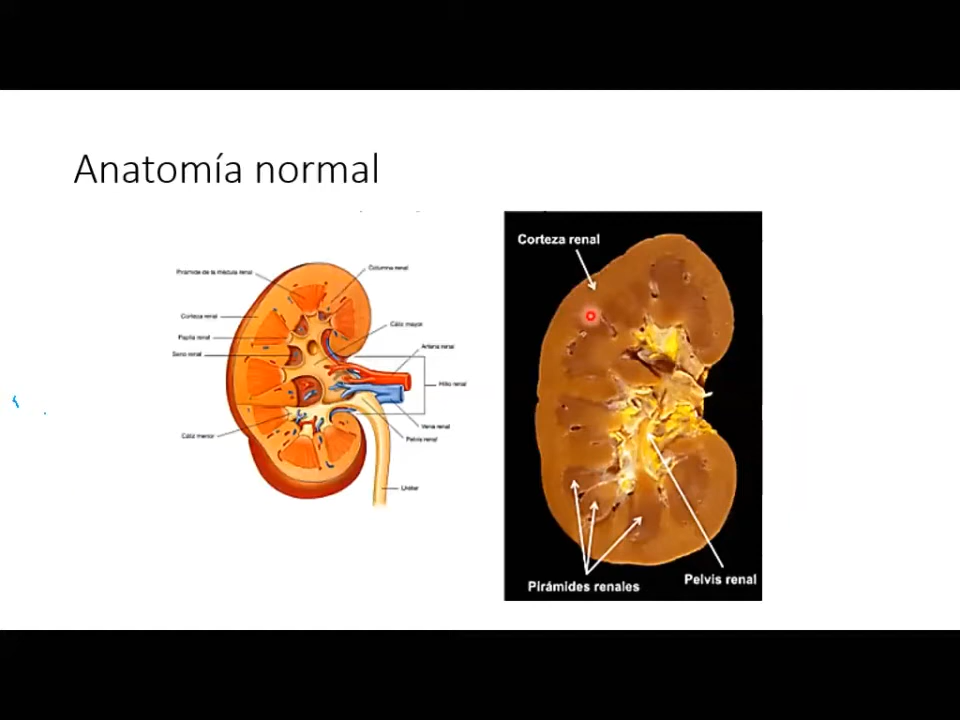 Anatomía normal
Pirámide de la médula renal
Columna renal
Corteza renal
Cáliz mayor
Papila renal
Arteria renal
Seno renal
Hilio renal
Vena renal
Cáliz menor
Pelvis renal
Uréter
Corteza renal
Pirámides renales
Pelvis renal